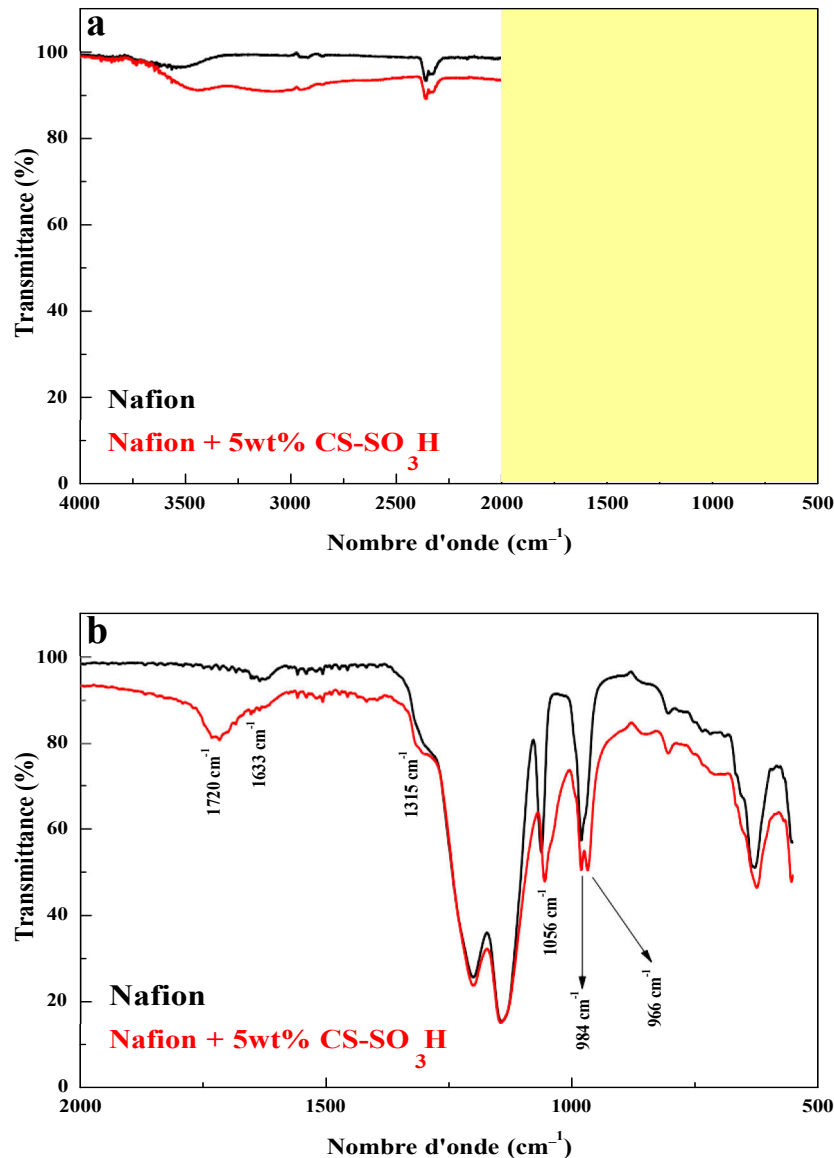 a
100
80
60
40
20
0
Transmittance (%)
Nafion
Nafion + 5wt% CS-SO₃H
4000 3500 3000 2500 2000 1500 1000 500
Nombre d'onde (cm⁻¹)
b
100
80
60
40
20
0
Transmittance (%)
1720 cm⁻¹
1633 cm⁻¹
1315 cm⁻¹
1056 cm⁻¹
984 cm⁻¹
966 cm⁻¹
Nafion
Nafion + 5wt% CS-SO₃H
2000 1500 1000 500
Nombre d'onde (cm⁻¹)